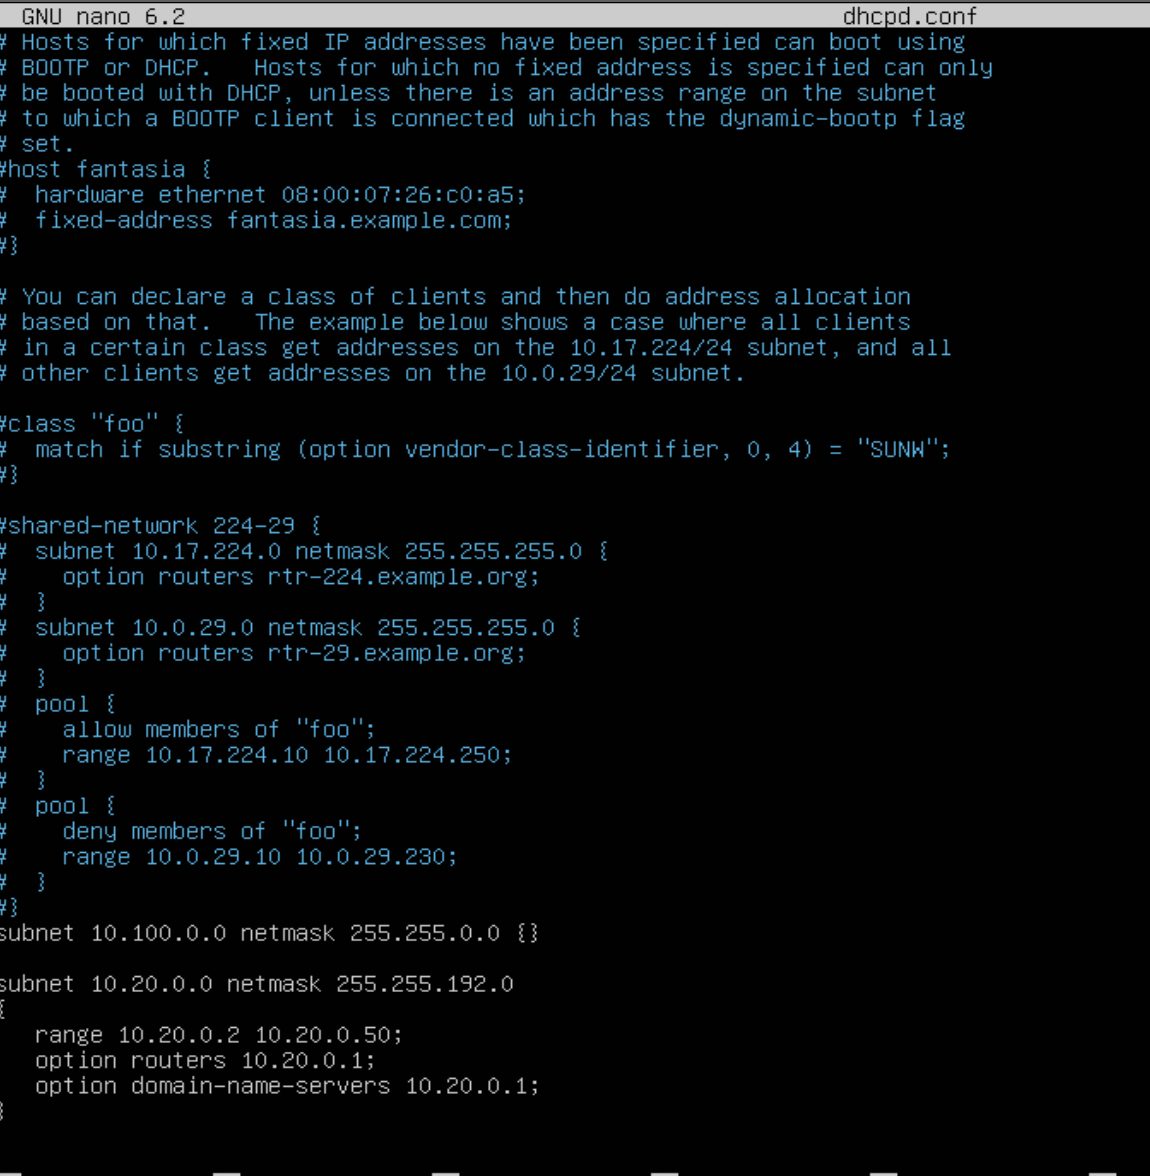 GNU nano 6.2 dhcpd.conf
# Hosts for which fixed IP addresses have been specified can boot using
# BOOTP or DHCP.   Hosts for which no fixed address is specified can only
# be booted with DHCP, unless there is an address range on the subnet
# to which a BOOTP client is connected which has the dynamic-bootp flag
# set.
#host fantasia {
#  hardware ethernet 08:00:07:26:c0:a5;
#  fixed-address fantasia.example.com;
#}
# You can declare a class of clients and then do address allocation
# based on that.   The example below shows a case where all clients
# in a certain class get addresses on the 10.17.224/24 subnet, and all
# other clients get addresses on the 10.0.29/24 subnet.
#class "foo" {
#  match if substring (option vendor-class-identifier, 0, 4) = "SUNW";
#}
#shared-network 224-29 {
#  subnet 10.17.224.0 netmask 255.255.255.0 {
#    option routers rtr-224.example.org;
#  }
#  subnet 10.0.29.0 netmask 255.255.255.0 {
#    option routers rtr-29.example.org;
#  }
#  pool {
#    allow members of "foo";
#    range 10.17.224.10 10.17.224.250;
#  }
#  pool {
#    deny members of "foo";
#    range 10.0.29.10 10.0.29.230;
#  }
#}
subnet 10.100.0.0 netmask 255.255.0.0 {}
subnet 10.20.0.0 netmask 255.255.192.0
{
range 10.20.0.2 10.20.0.50;
option routers 10.20.0.1;
option domain-name-servers 10.20.0.1;
}